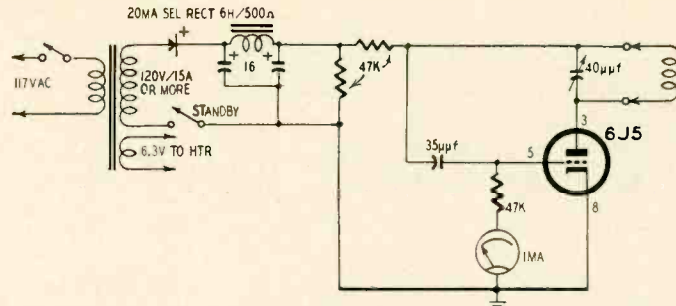 20MA SEL RECT 6H/500Ω
+
+
+
16
117VAC
120V/15A
OR MORE
STANDBY
6.3V TO HTR
47K
40μμf
3
6J5
35μμf
5
8
47K
1MA